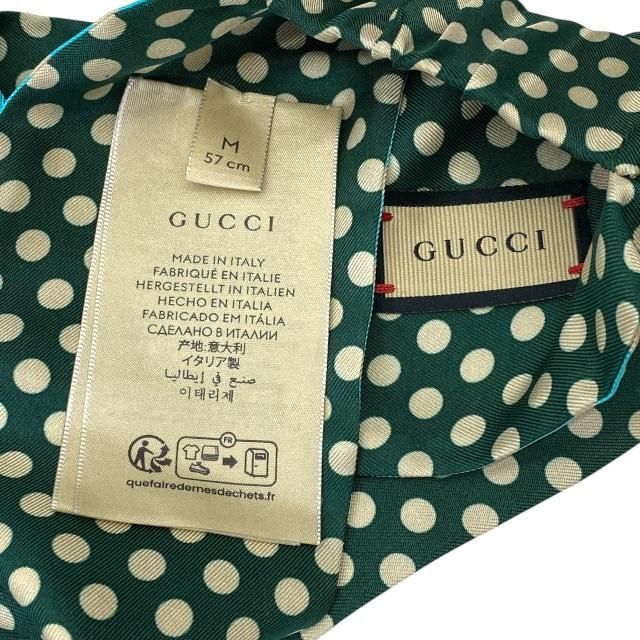 M
57 cm
GUCCI
MADE IN ITALY
FABRIQUÉ EN ITALIE
HERGESTELLT IN ITALIEN
HECHO EN ITALIA
FABRICADO EM ITÁLIA
СДЕЛАНО В ИТАЛИИ
产地:意大利
イタリア製
صنع في إيطاليا
이태리제
FR
quefairedemesdechets.fr
GUCCI